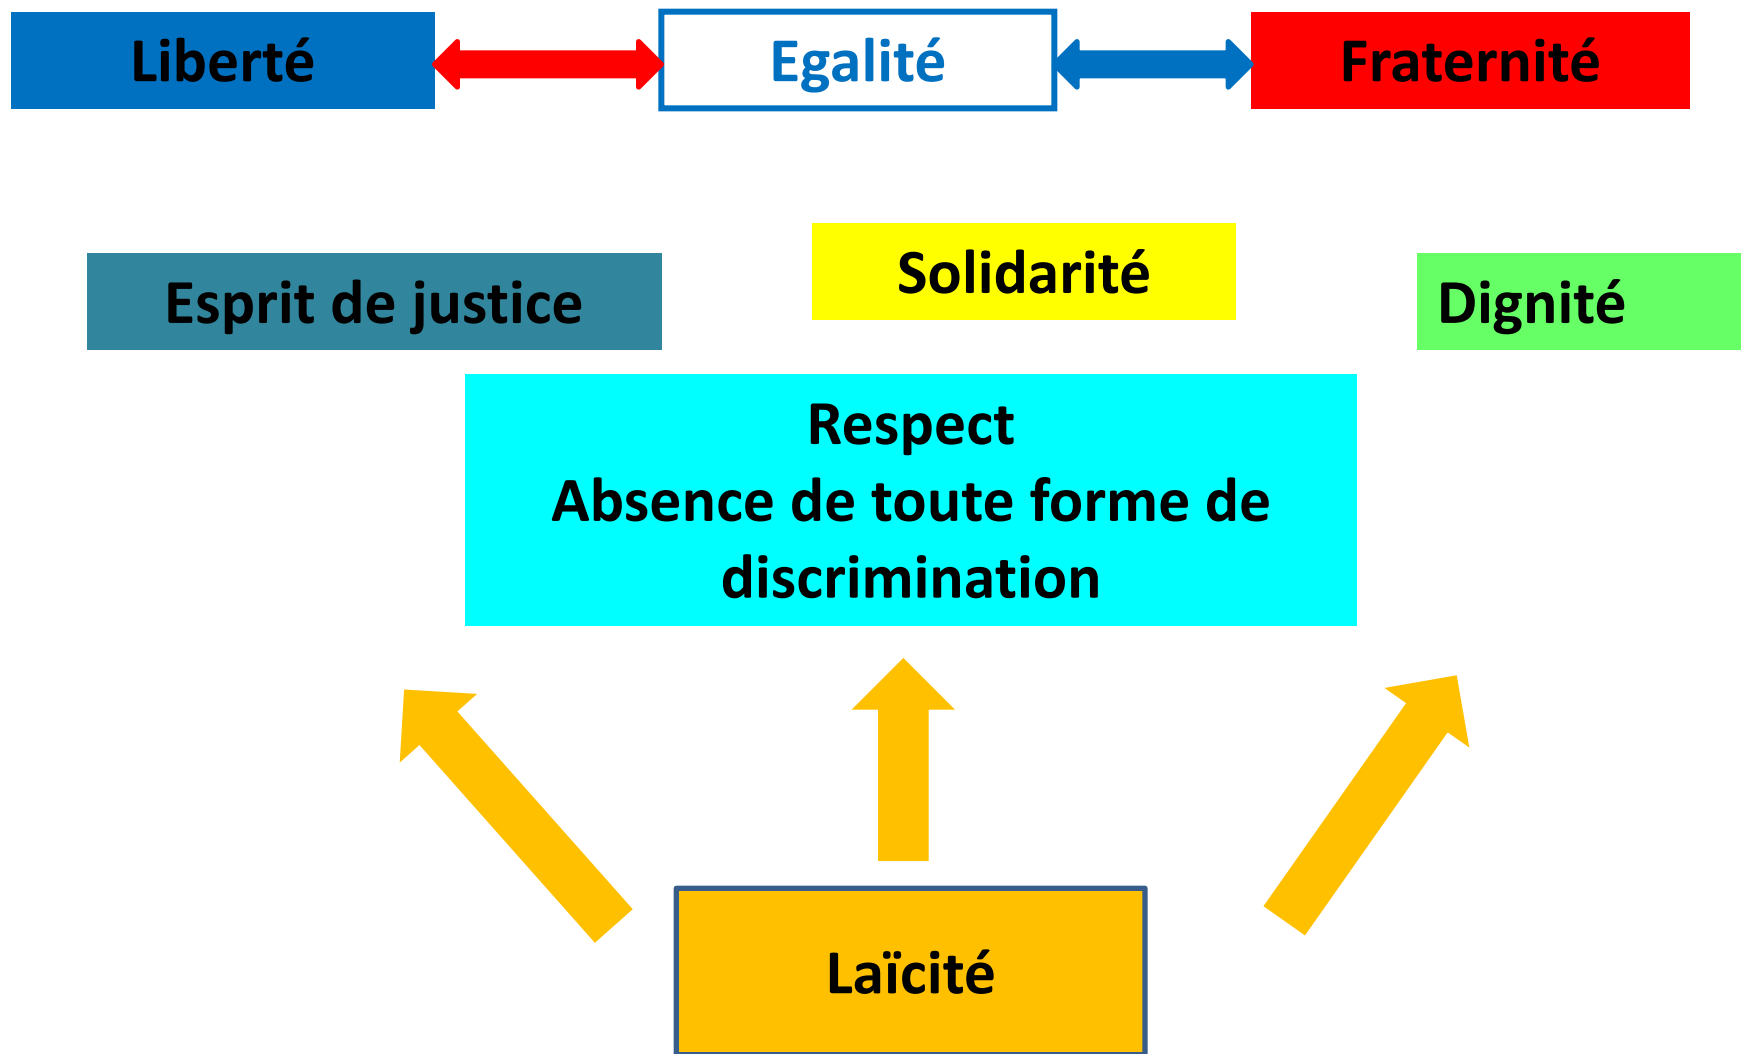 Liberté
Egalité
Fraternité
Esprit de justice
Solidarité
Dignité
Respect
Absence de toute forme de
discrimination
Laïcité